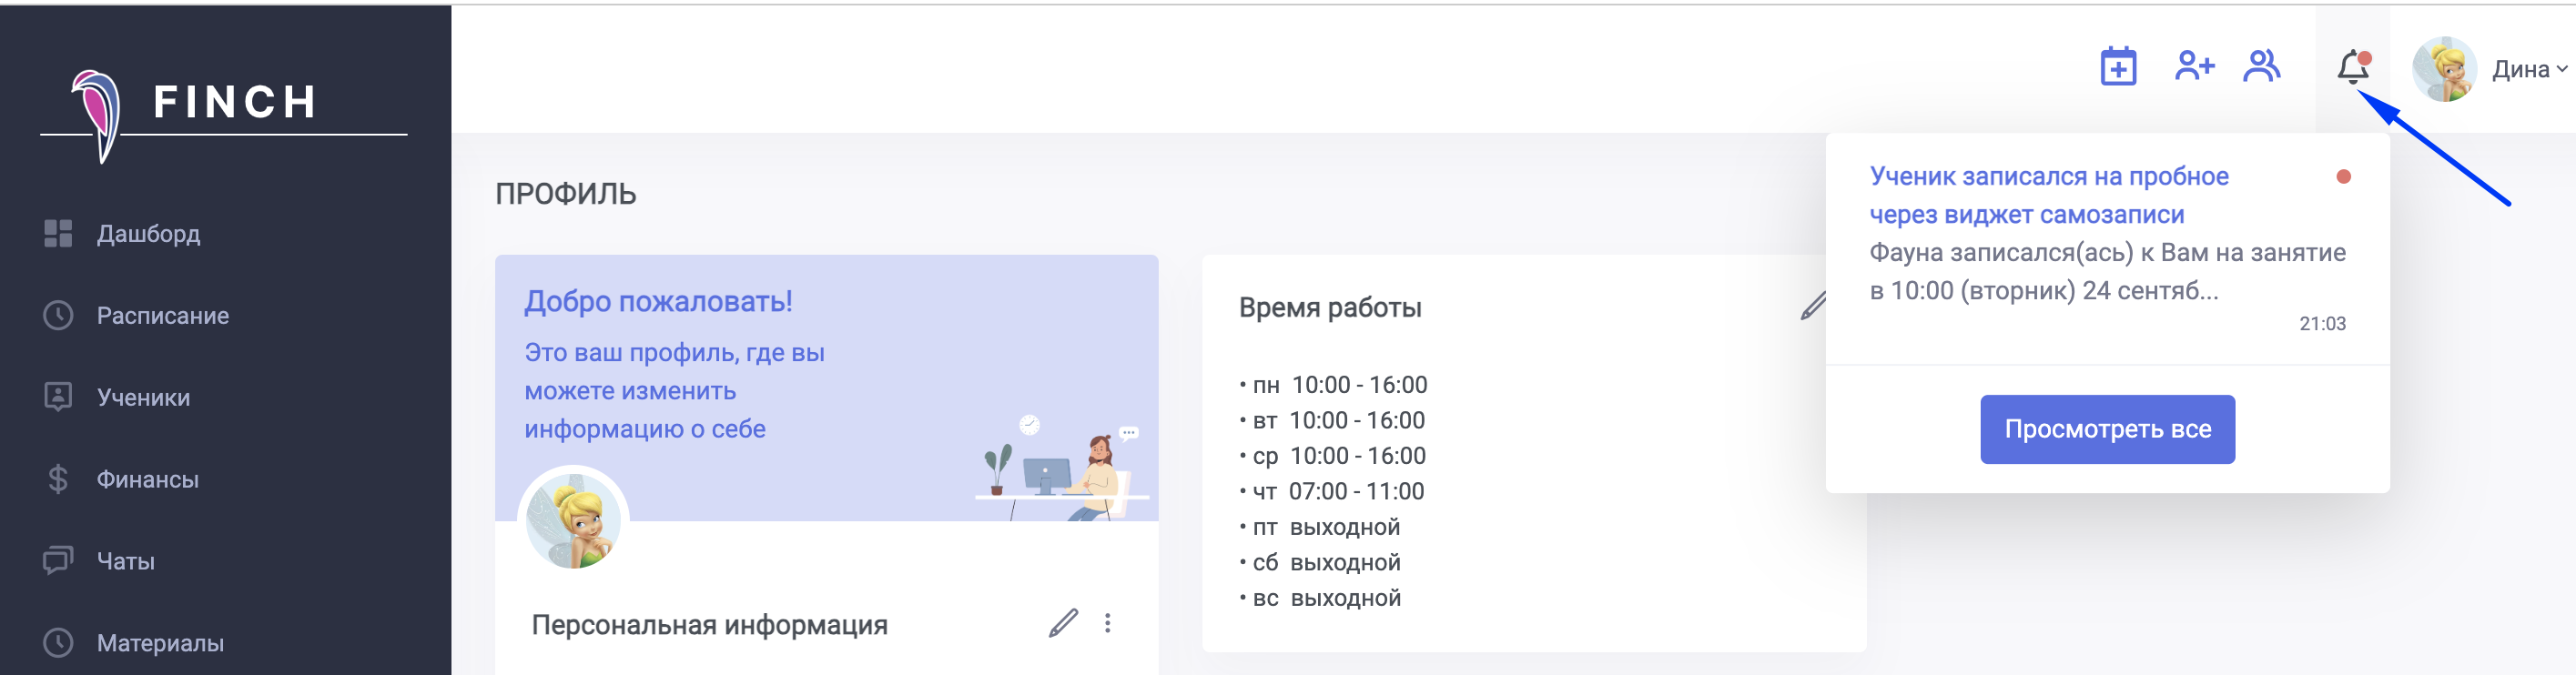 FINCH
Дашборд
Расписание
Ученики
Финансы
Чаты
Материалы
Дина
ПРОФИЛЬ
Добро пожаловать!
Это ваш профиль, где вы
можете изменить
информацию о себе
Персональная информация
Время работы
• пн 10:00 - 16:00
• вт 10:00 - 16:00
• ср 10:00 - 16:00
• чт 07:00 - 11:00
• пт выходной
• сб выходной
• вс выходной
Ученик записался на пробное
через виджет самозаписи
Фауна записался(ась) к Вам на занятие
в 10:00 (вторник) 24 сентяб...
21:03
Просмотреть все